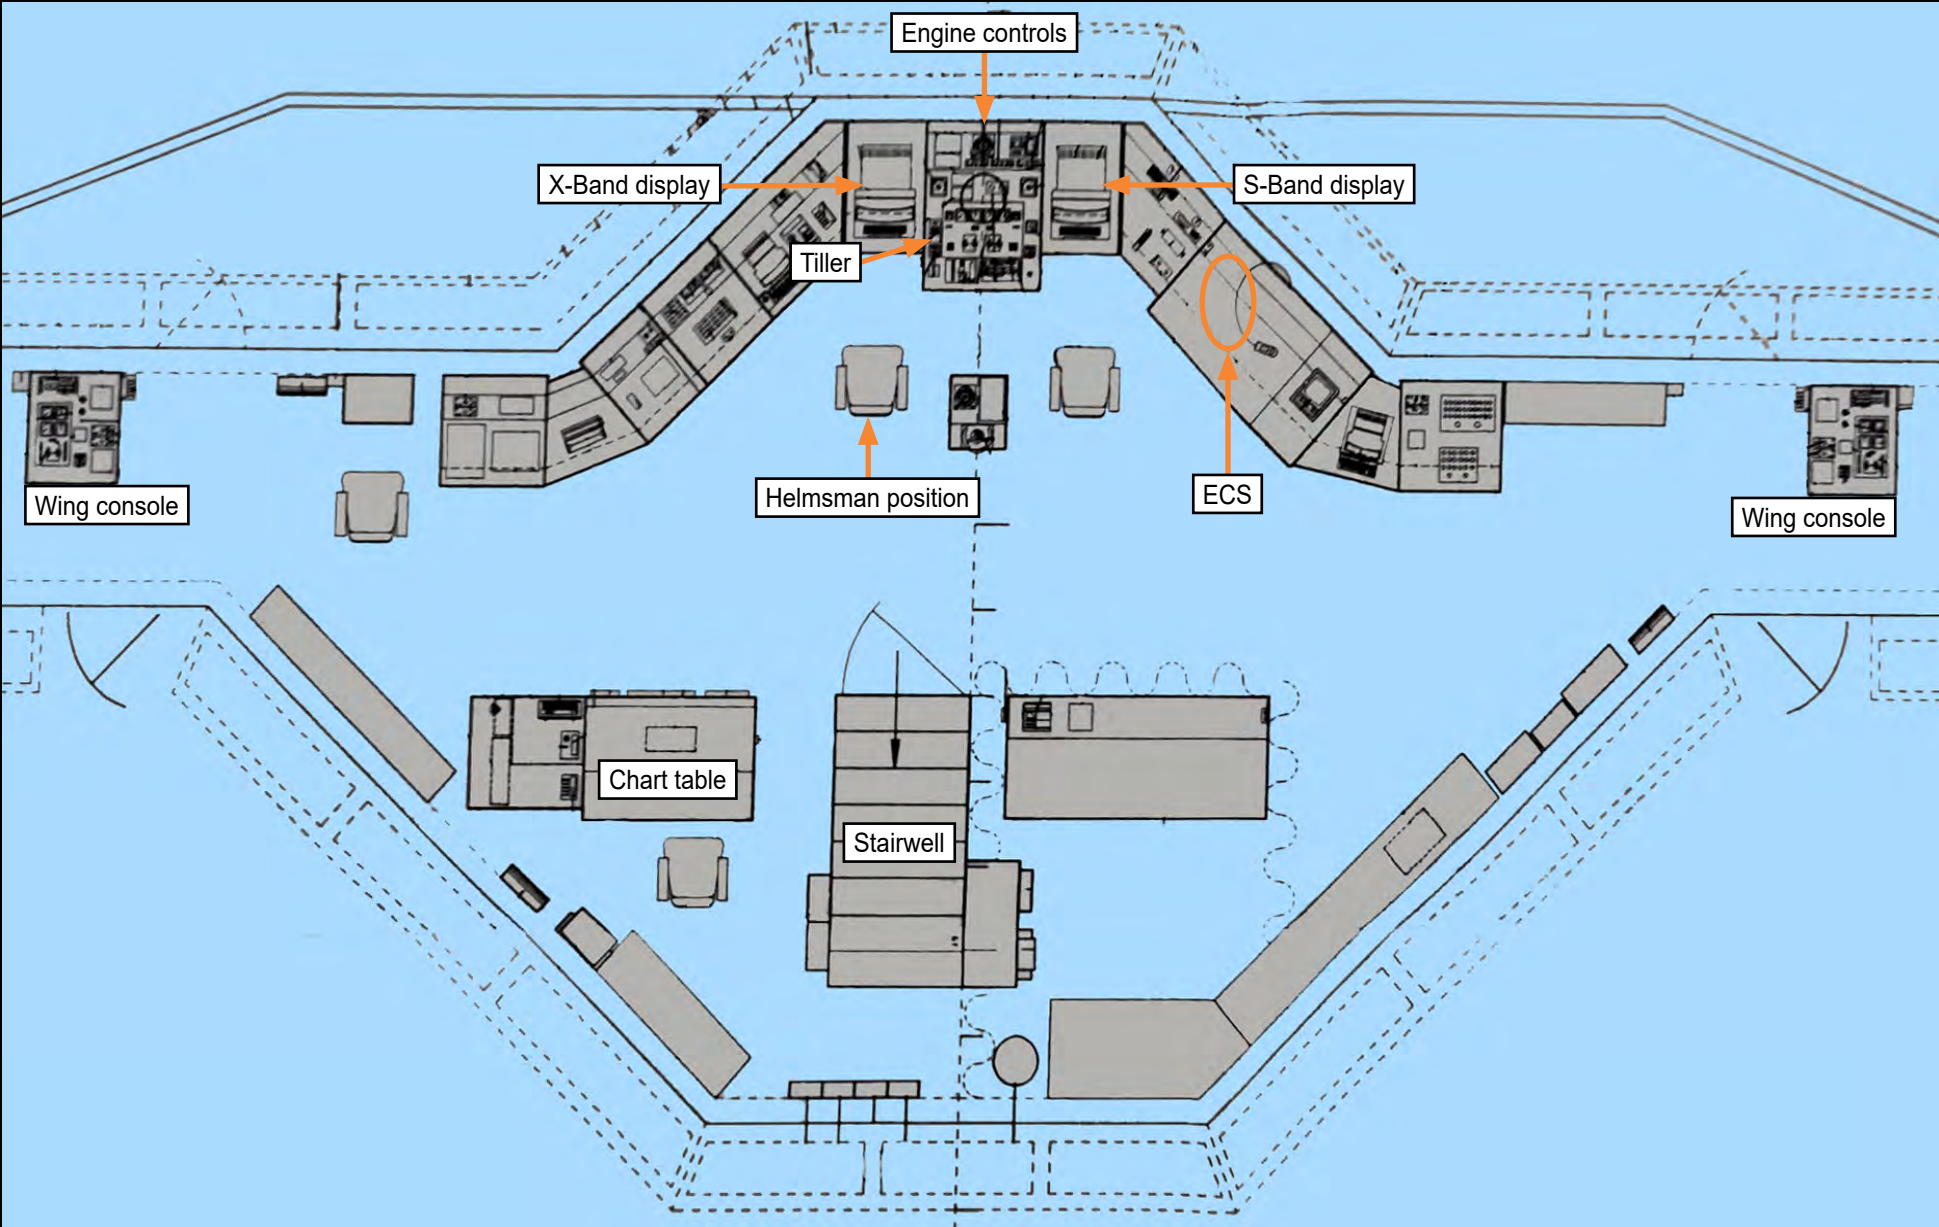 Engine controls
X-Band display
S-Band display
Tiller
Helmsman position
ECS
Wing console
Wing console
Chart table
Stairwell